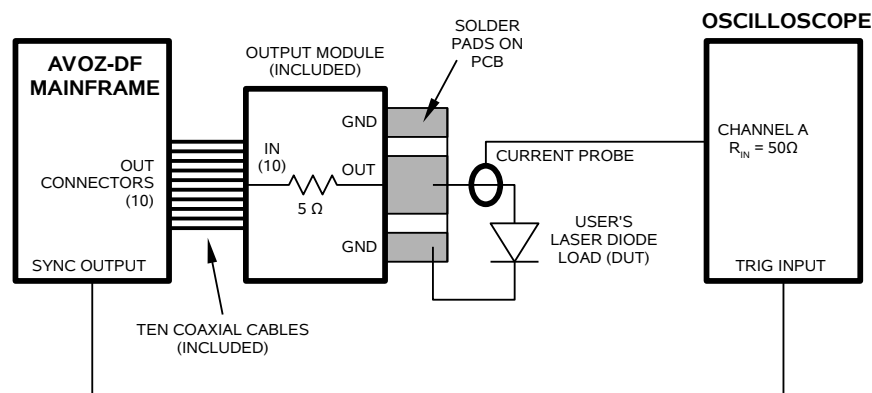 AVOZ-DF
MAINFRAME
OUT
CONNECTORS
(10)
SYNC OUTPUT
TEN COAXIAL CABLES
(INCLUDED)
OUTPUT MODULE
(INCLUDED)
IN
(10)
5 Ω
GND
OUT
GND
SOLDER
PADS ON
PCB
CURRENT PROBE
USER'S
LASER DIODE
LOAD (DUT)
OSCILLOSCOPE
CHANNEL A
RIN = 50Ω
TRIG INPUT